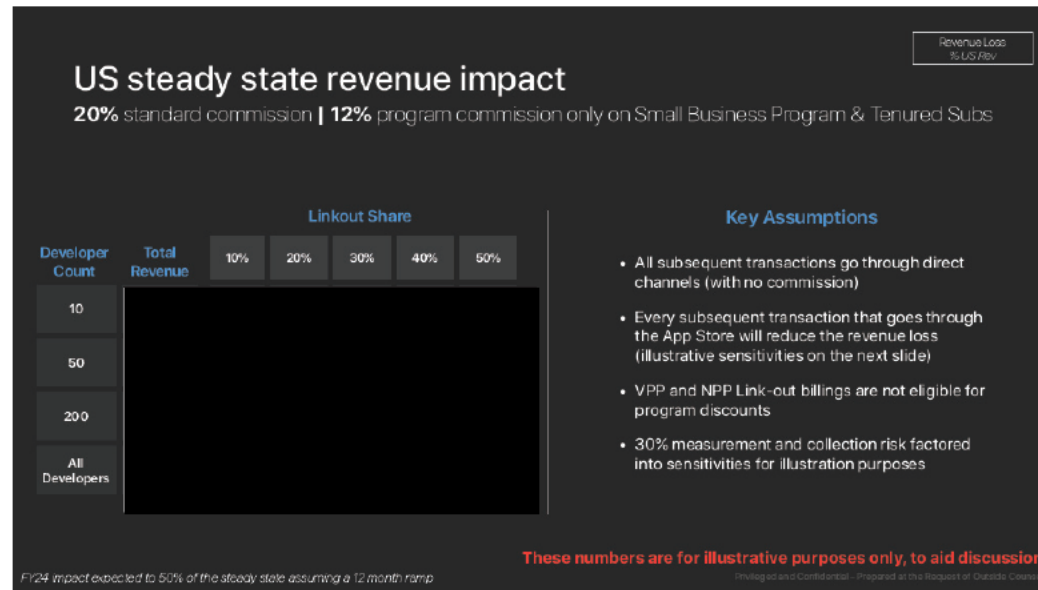 Revenue Loss
% US Rev
US steady state revenue impact
20% standard commission | 12% program commission only on Small Business Program & Tenured Subs
Linkout Share
Developer
Count
Total
Revenue
10%
20%
30%
40%
50%
10
50
200
All
Developers
Key Assumptions
• All subsequent transactions go through direct
channels (with no commission)
• Every subsequent transaction that goes through
the App Store will reduce the revenue loss
(illustrative sensitivities on the next slide)
• VPP and NPP Link-out billings are not eligible for
program discounts
• 30% measurement and collection risk factored
into sensitivities for illustration purposes
These numbers are for illustrative purposes only, to aid discussion
FY24 impact expected to 50% of the steady state assuming a 12 month ramp
Privileged and Confidential - Prepared at the Request of Outside Counse